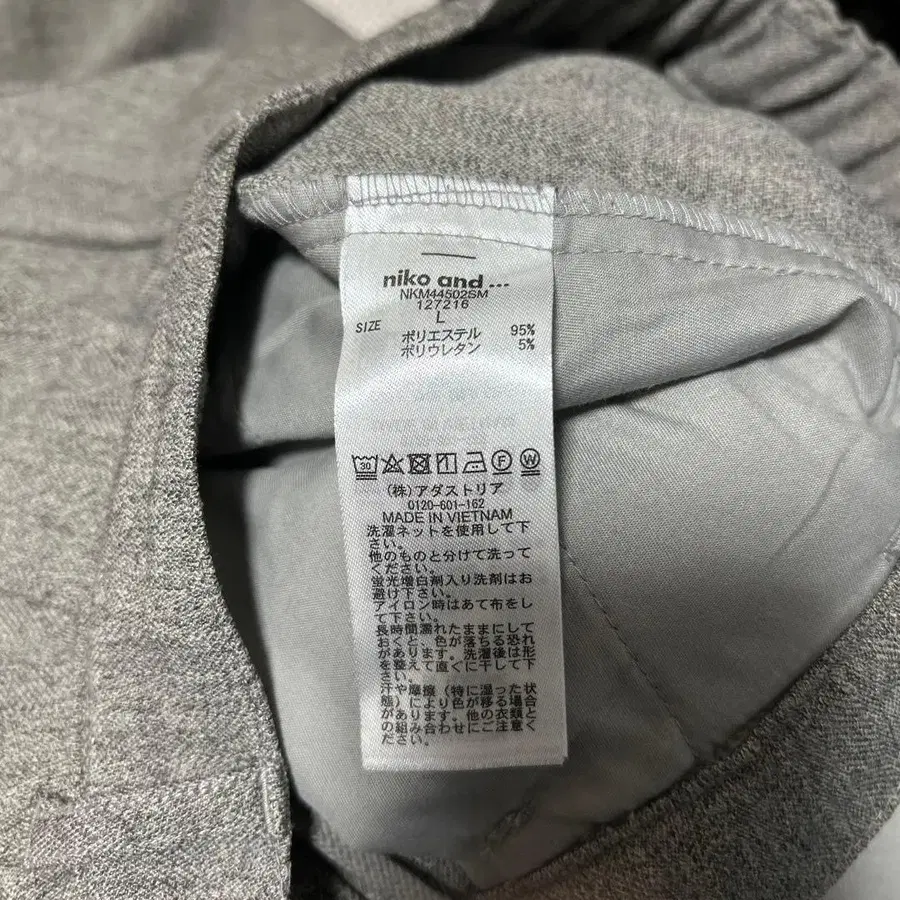 niko and ...
NKM44502SM
127216
SIZE L
ポリエステル 95%
ポリウレタン 5%
30
(株)アダストリア
0120-601-162
MADE IN VIETNAM
洗濯ネットを使用して下
さい。
他のものと分けて洗って
ください。
蛍光増白剤入り洗剤はお
避け下さい。
アイロン時はあて布をし
て下さい。
長時間濡れたままにして
おくと、色が落ちる恐れ
があります。洗濯後は形
を整えて直ぐに干して下
さい。
汗や摩擦（特に湿った状
態）により色が移る場合
があります。他の衣類と
の組み合わせにご注意く
ださい。